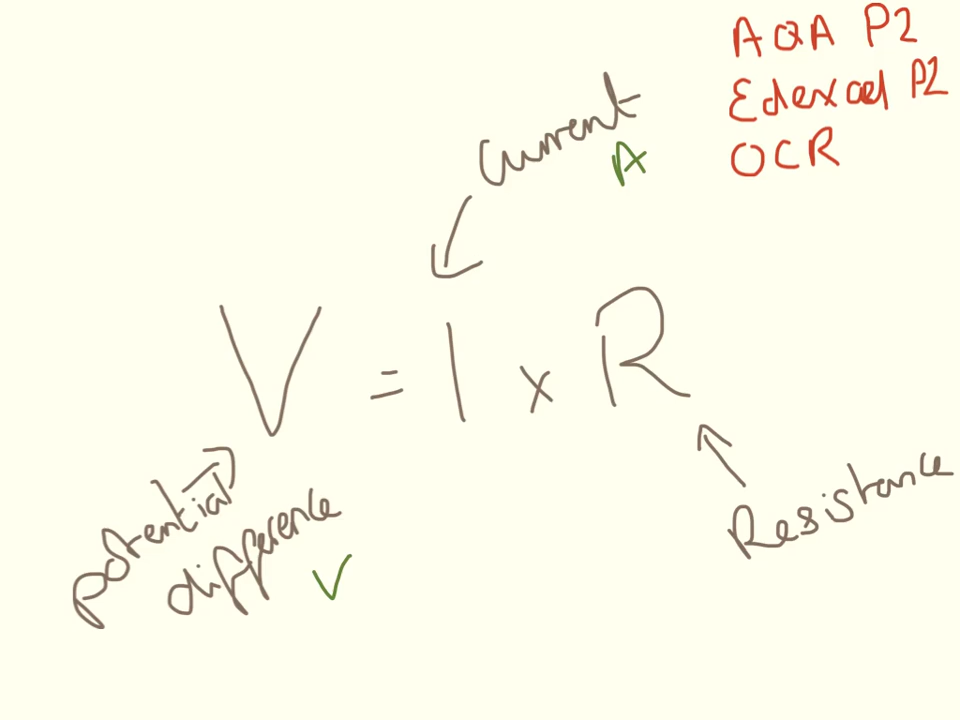 AQA P2
Edexcel P2
OCR
Current
A
V = I x R
potential
difference
V
Resistance